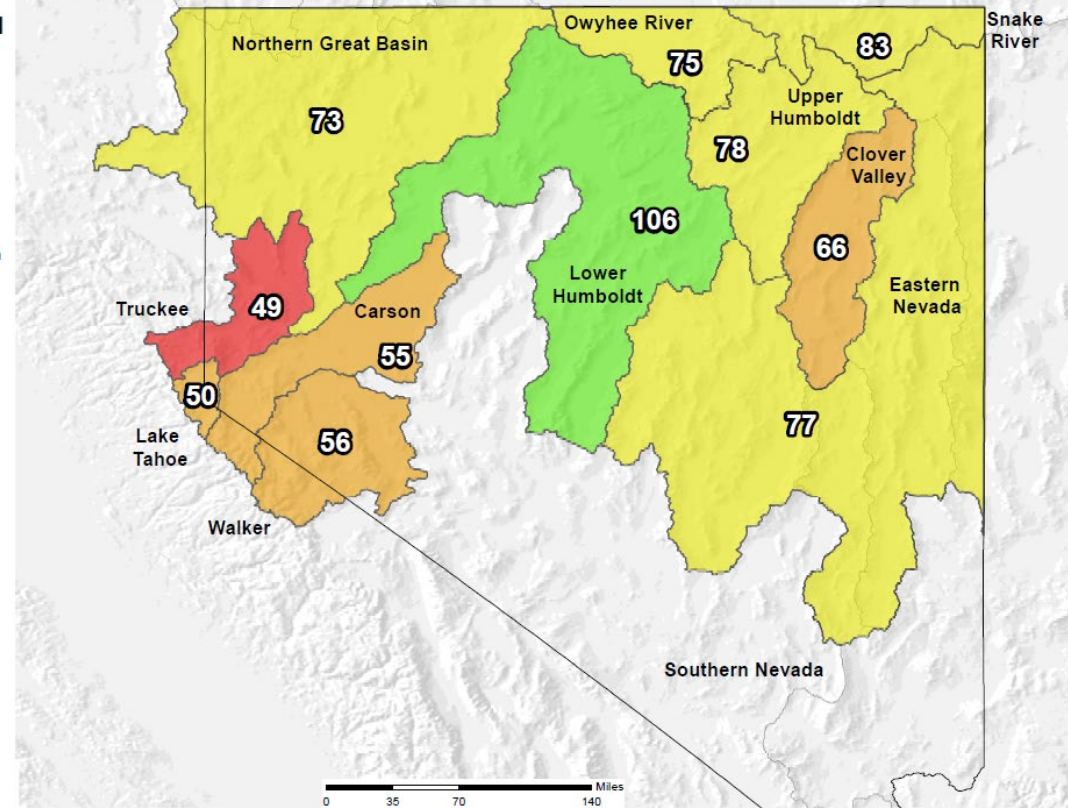 Owyhee River
Snake
River
Northern Great Basin
83
75
Upper
Humboldt
73
78
Clover
Valley
106
66
Lower
Humboldt
Eastern
Nevada
Truckee
49
Carson
55
50
77
56
Lake
Tahoe
Walker
Southern Nevada
Miles
0 35 70 140